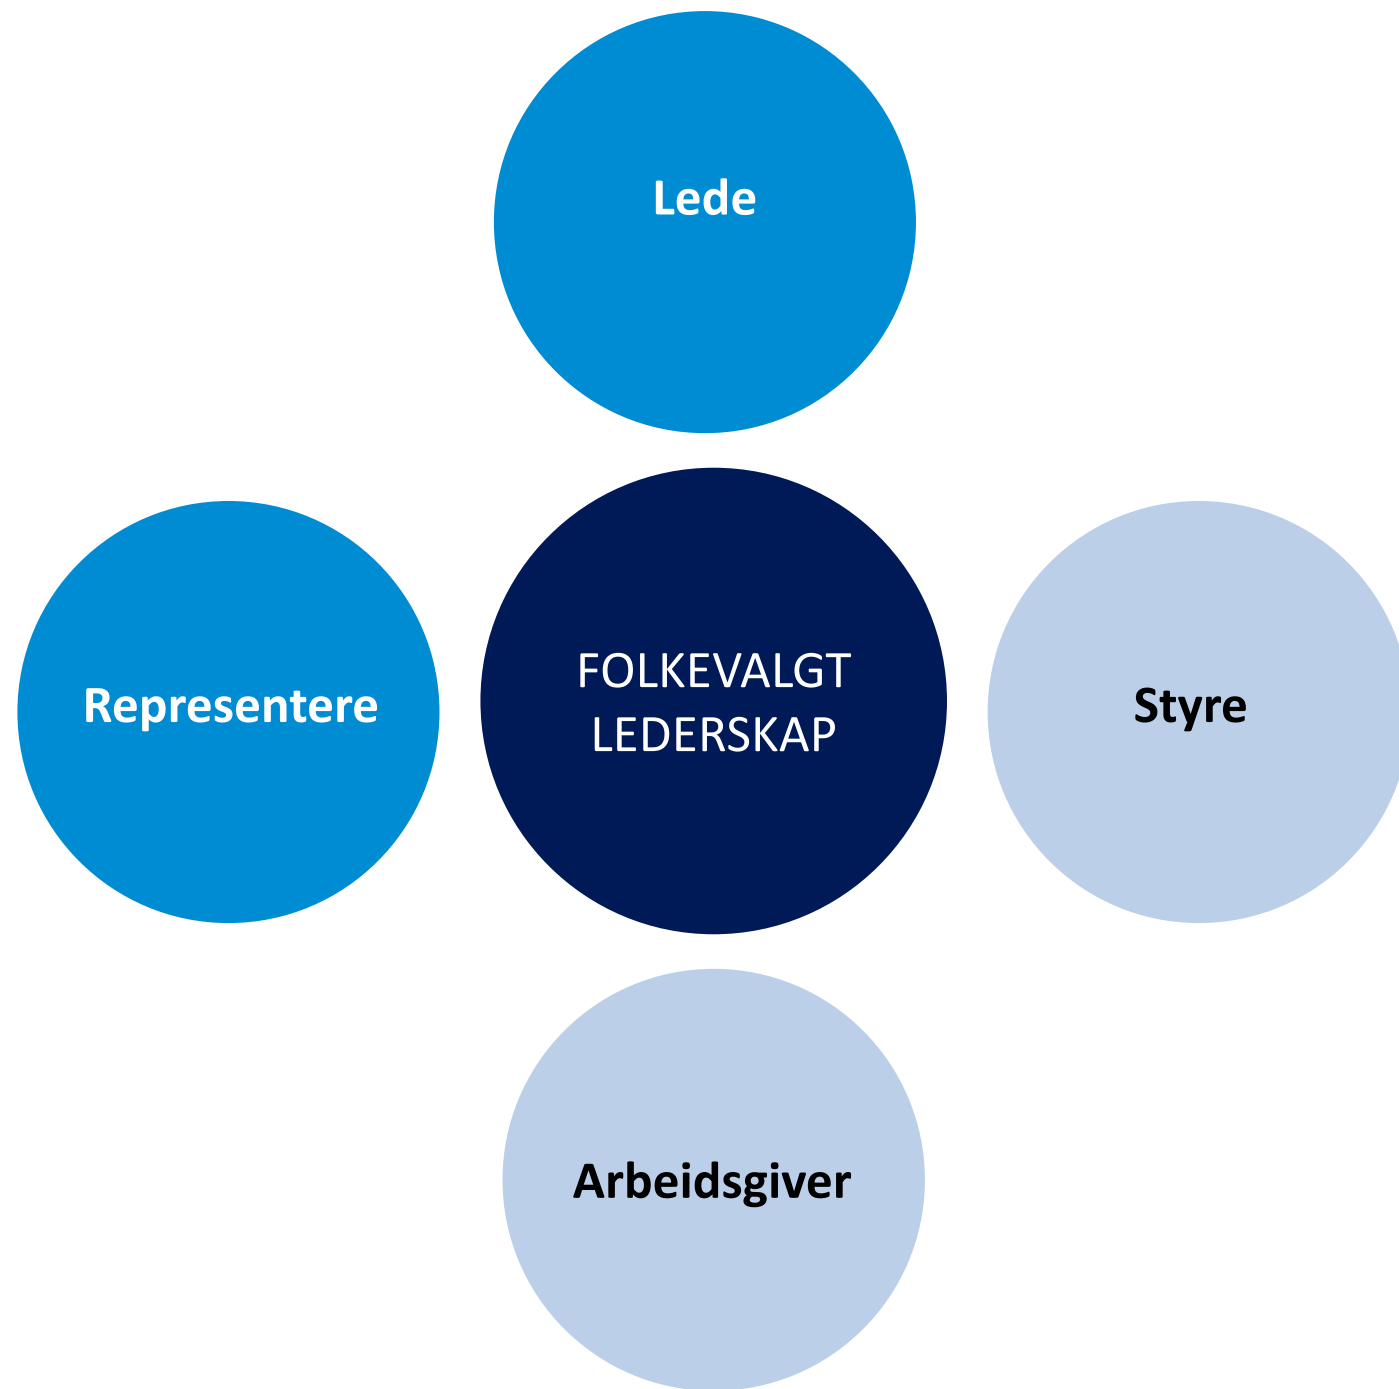 Lede
Representere
FOLKEVALGT
LEDERSKAP
Styre
Arbeidsgiver